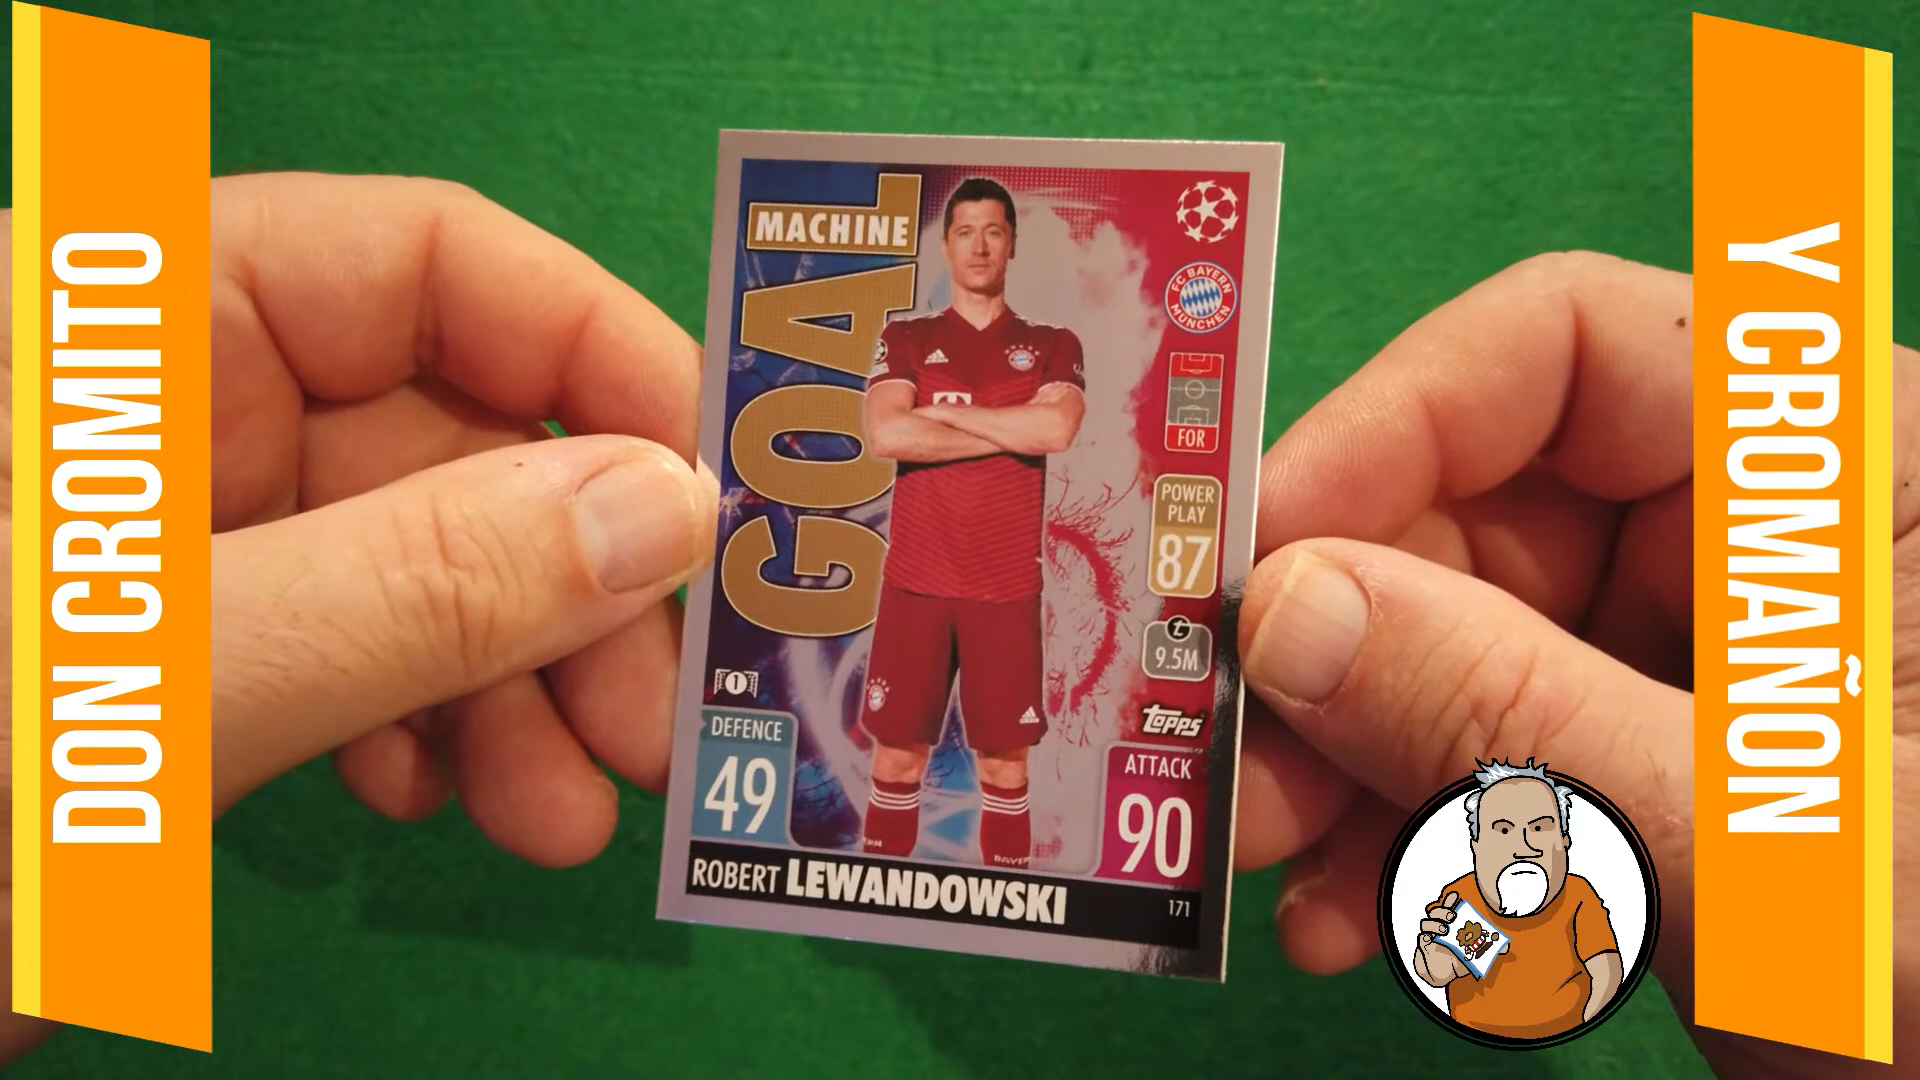 DON CROMITO
Y CROMAÑON
MACHINE
GOAL
FC BAYERN
MÜNCHEN
T
FOR
POWER
PLAY
87
t
9.5M
topps
1
DEFENCE
49
ATTACK
90
ROBERT LEWANDOWSKI
171